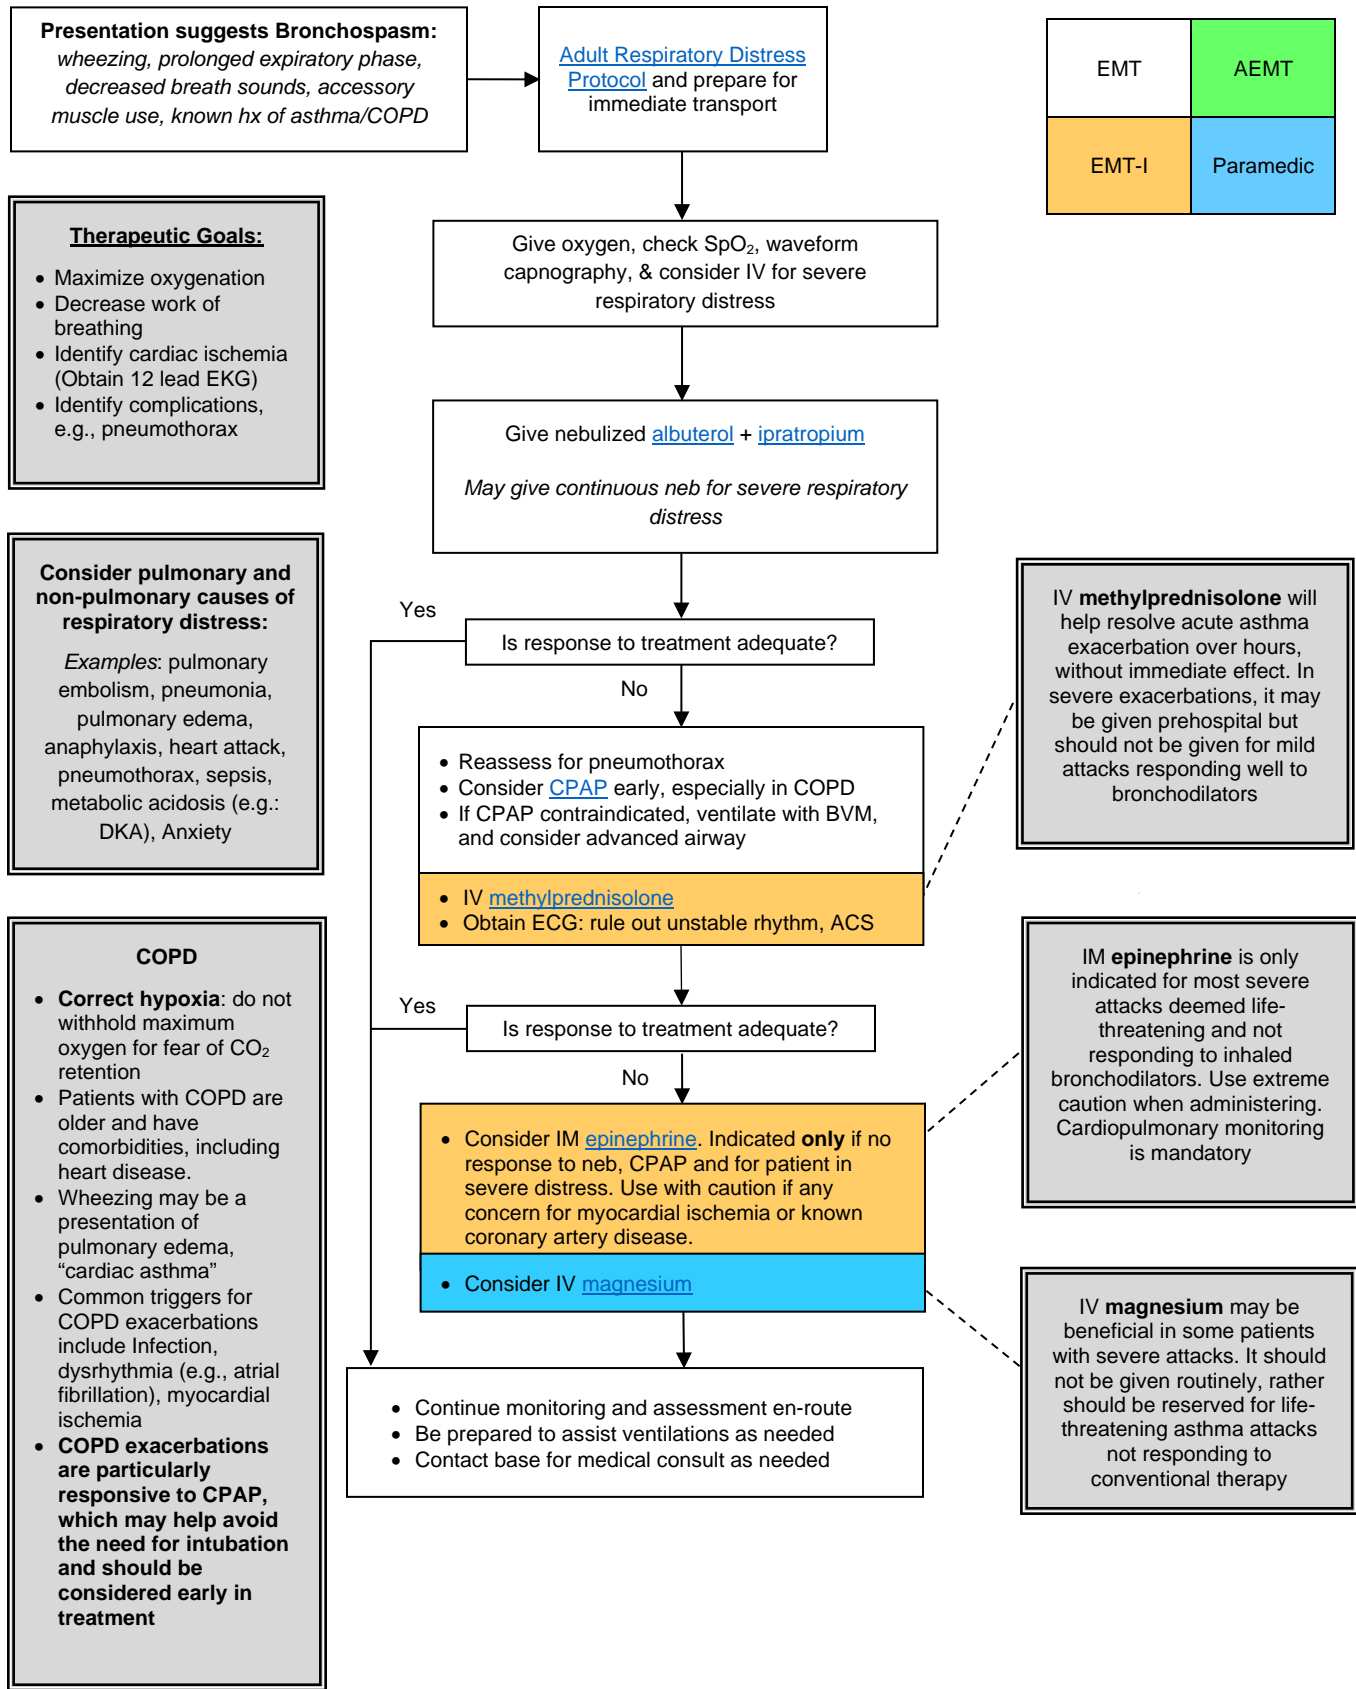 Presentation suggests Bronchospasm:
wheezing, prolonged expiratory phase,
decreased breath sounds, accessory
muscle use, known hx of asthma/COPD
Adult Respiratory Distress
Protocol and prepare for
immediate transport
EMT
AEMT
EMT-I
Paramedic
Therapeutic Goals:
• Maximize oxygenation
• Decrease work of
breathing
• Identify cardiac ischemia
(Obtain 12 lead EKG)
• Identify complications,
e.g., pneumothorax
Give oxygen, check SpO₂, waveform
capnography, & consider IV for severe
respiratory distress
Give nebulized albuterol + ipratropium
May give continuous neb for severe respiratory
distress
Consider pulmonary and
non-pulmonary causes of
respiratory distress:
Examples: pulmonary
embolism, pneumonia,
pulmonary edema,
anaphylaxis, heart attack,
pneumothorax, sepsis,
metabolic acidosis (e.g.:
DKA), Anxiety
Yes
Is response to treatment adequate?
No
IV methylprednisolone will
help resolve acute asthma
exacerbation over hours,
without immediate effect. In
severe exacerbations, it may
be given prehospital but
should not be given for mild
attacks responding well to
bronchodilators
• Reassess for pneumothorax
• Consider CPAP early, especially in COPD
• If CPAP contraindicated, ventilate with BVM,
and consider advanced airway
• IV methylprednisolone
• Obtain ECG: rule out unstable rhythm, ACS
COPD
• Correct hypoxia: do not
withhold maximum
oxygen for fear of CO₂
retention
• Patients with COPD are
older and have
comorbidities, including
heart disease.
• Wheezing may be a
presentation of
pulmonary edema,
“cardiac asthma”
• Common triggers for
COPD exacerbations
include Infection,
dysrhythmia (e.g., atrial
fibrillation), myocardial
ischemia
• COPD exacerbations
are particularly
responsive to CPAP,
which may help avoid
the need for intubation
and should be
considered early in
treatment
Yes
Is response to treatment adequate?
No
IM epinephrine is only
indicated for most severe
attacks deemed life-
threatening and not
responding to inhaled
bronchodilators. Use extreme
caution when administering.
Cardiopulmonary monitoring
is mandatory
• Consider IM epinephrine. Indicated only if no
response to neb, CPAP and for patient in
severe distress. Use with caution if any
concern for myocardial ischemia or known
coronary artery disease.
• Consider IV magnesium
IV magnesium may be
beneficial in some patients
with severe attacks. It should
not be given routinely, rather
should be reserved for life-
threatening asthma attacks
not responding to
conventional therapy
• Continue monitoring and assessment en-route
• Be prepared to assist ventilations as needed
• Contact base for medical consult as needed